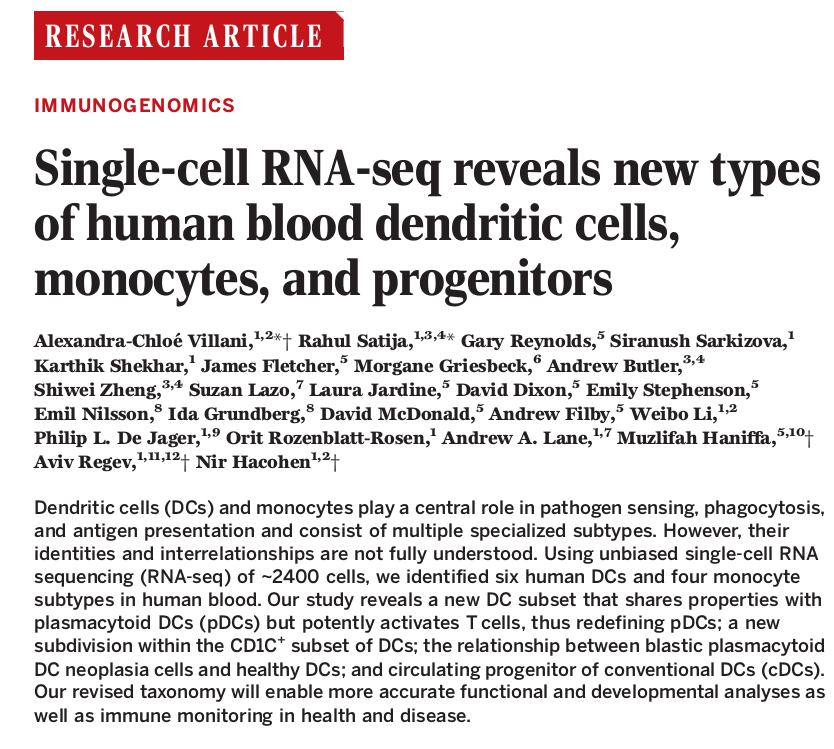 RESEARCH ARTICLE
IMMUNOGENOMICS
Single-cell RNA-seq reveals new types
of human blood dendritic cells,
monocytes, and progenitors
Alexandra-Chloé Villani,¹,²*† Rahul Satija,¹,³,⁴* Gary Reynolds,⁵ Siranush Sarkizova,¹
Karthik Shekhar,¹ James Fletcher,⁵ Morgane Griesbeck,⁶ Andrew Butler,³,⁴
Shiwei Zheng,³,⁴ Suzan Lazo,⁷ Laura Jardine,⁵ David Dixon,⁵ Emily Stephenson,⁵
Emil Nilsson,⁸ Ida Grundberg,⁸ David McDonald,⁵ Andrew Filby,⁵ Weibo Li,¹,²
Philip L. De Jager,¹,⁹ Orit Rozenblatt-Rosen,¹ Andrew A. Lane,¹,⁷ Muzlifah Haniffa,⁵,¹⁰†
Aviv Regev,¹,¹¹,¹²† Nir Hacohen¹,²†
Dendritic cells (DCs) and monocytes play a central role in pathogen sensing, phagocytosis,
and antigen presentation and consist of multiple specialized subtypes. However, their
identities and interrelationships are not fully understood. Using unbiased single-cell RNA
sequencing (RNA-seq) of ~2400 cells, we identified six human DCs and four monocyte
subtypes in human blood. Our study reveals a new DC subset that shares properties with
plasmacytoid DCs (pDCs) but potently activates T cells, thus redefining pDCs; a new
subdivision within the CD1C⁺ subset of DCs; the relationship between blastic plasmacytoid
DC neoplasia cells and healthy DCs; and circulating progenitor of conventional DCs (cDCs).
Our revised taxonomy will enable more accurate functional and developmental analyses as
well as immune monitoring in health and disease.